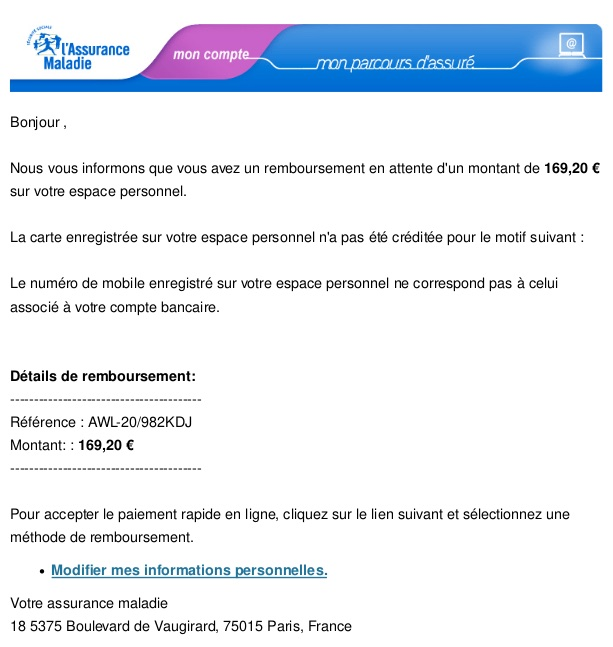 SÉCURITÉ SOCIALE
l'Assurance
Maladie
mon compte
mon parcours d'assuré
@
Bonjour ,
Nous vous informons que vous avez un remboursement en attente d'un montant de 169,20 €
sur votre espace personnel.
La carte enregistrée sur votre espace personnel n'a pas été créditée pour le motif suivant :
Le numéro de mobile enregistré sur votre espace personnel ne correspond pas à celui
associé à votre compte bancaire.
Détails de remboursement:
----------------------------------------
Référence : AWL-20/982KDJ
Montant: : 169,20 €
----------------------------------------
Pour accepter le paiement rapide en ligne, cliquez sur le lien suivant et sélectionnez une
méthode de remboursement.
• Modifier mes informations personnelles.
Votre assurance maladie
18 5375 Boulevard de Vaugirard, 75015 Paris, France